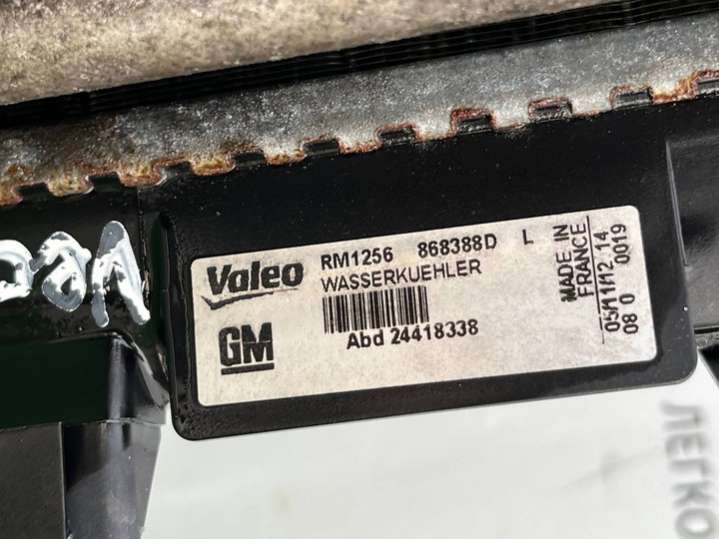 Valeo
RM1256 868388D L
WASSERKUEHLER
GM
Abd 24418338
MADE IN
FRANCE
05/11/12 14
08 0 0019
ЛЕГКО